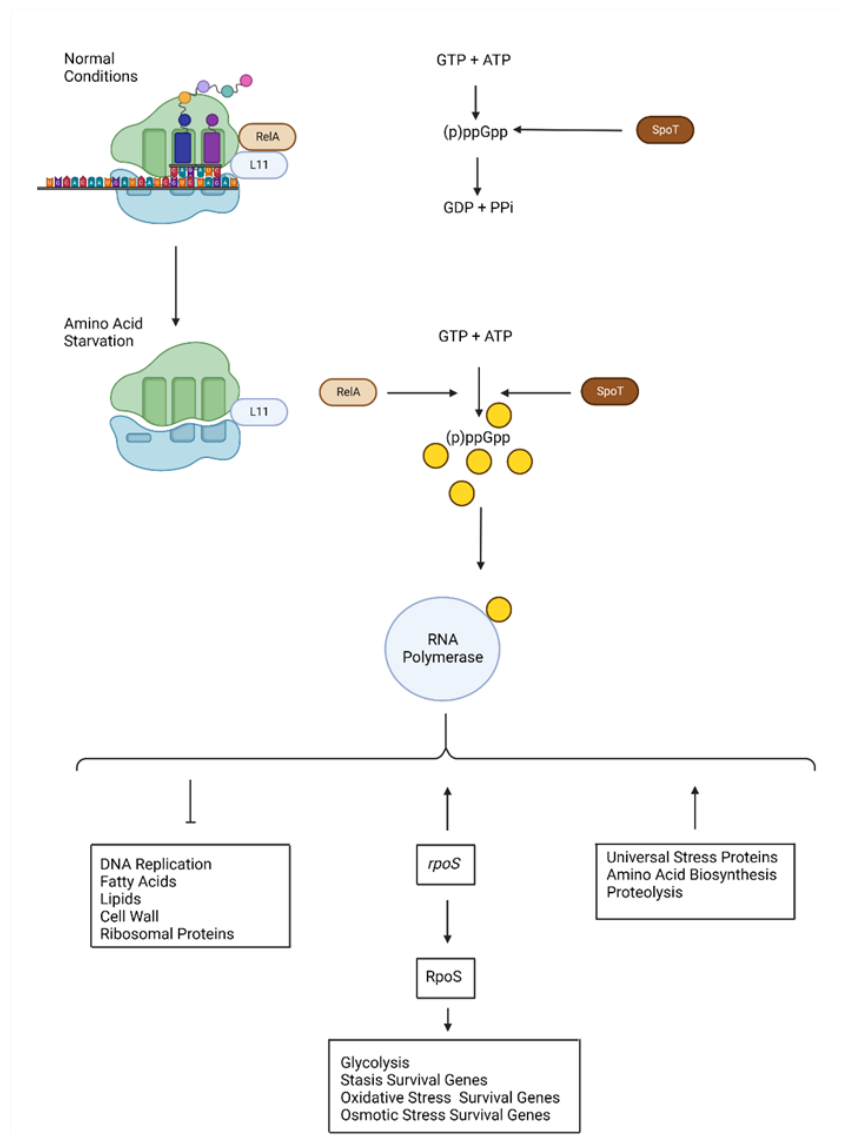 Normal
Conditions
GTP + ATP
RelA
L11
(p)ppGpp
SpoT
GDP + PPi
Amino Acid
Starvation
GTP + ATP
L11
RelA
SpoT
(p)ppGpp
RNA
Polymerase
DNA Replication
Fatty Acids
Lipids
Cell Wall
Ribosomal Proteins
rpoS
Universal Stress Proteins
Amino Acid Biosynthesis
Proteolysis
RpoS
Glycolysis
Stasis Survival Genes
Oxidative Stress Survival Genes
Osmotic Stress Survival Genes